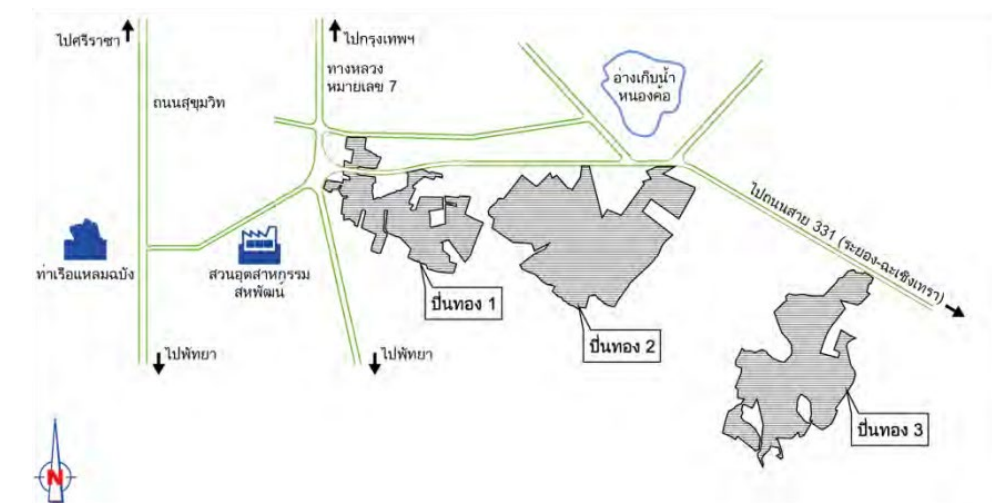 ไปศรีราชา
ไปกรุงเทพฯ
ทางหลวง
หมายเลข 7
ถนนสุขุมวิท
อ่างเก็บน้ำ
หนองค้อ
ไปถนนสาย 331 (ระยอง-ฉะเชิงเทรา)
ท่าเรือแหลมฉบัง
สวนอุตสาหกรรม
สหพัฒน์
ปิ่นทอง 1
ปิ่นทอง 2
ไปพัทยา
ไปพัทยา
ปิ่นทอง 3
N